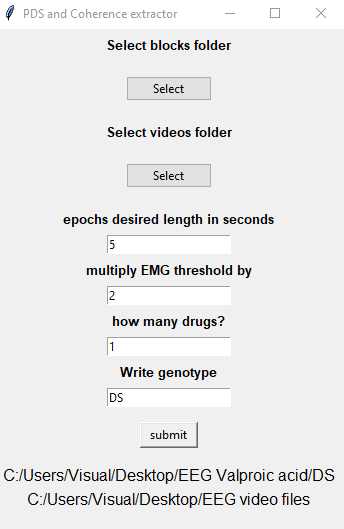 PDS and Coherence extractor
Select blocks folder
Select
Select videos folder
Select
epochs desired length in seconds
5
multiply EMG threshold by
2
how many drugs?
1
Write genotype
DS
submit
C:/Users/Visual/Desktop/EEG Valproic acid/DS
C:/Users/Visual/Desktop/EEG video files